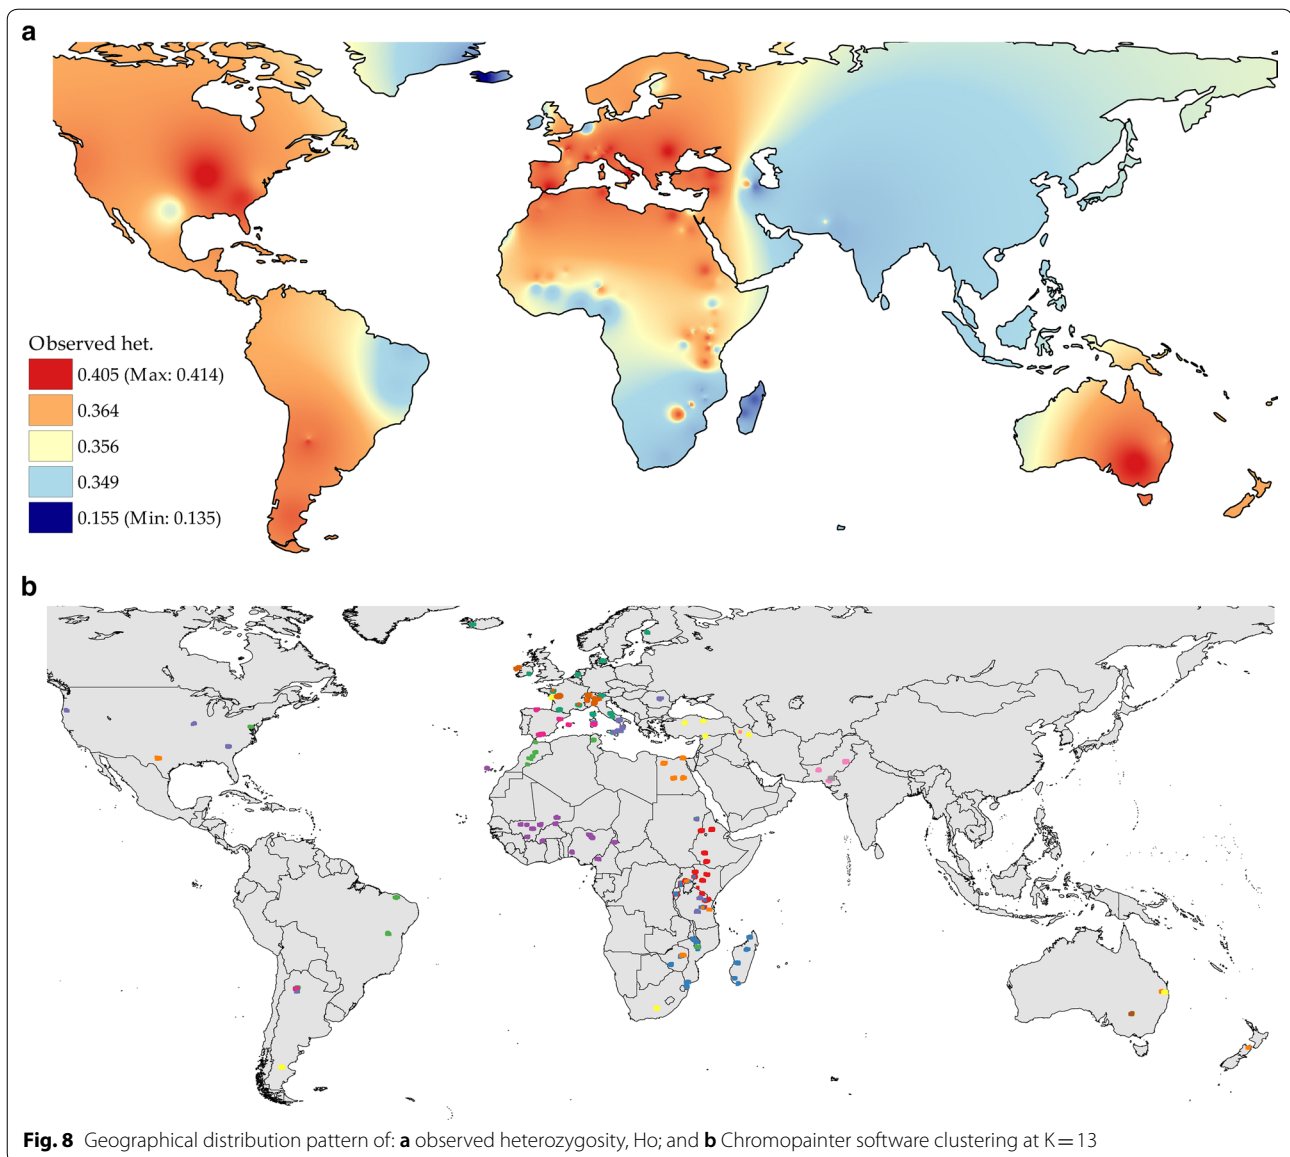 a
Observed het.
0.405 (Max: 0.414)
0.364
0.356
0.349
0.155 (Min: 0.135)
b
Fig. 8 Geographical distribution pattern of: a observed heterozygosity, Ho; and b Chromopainter software clustering at K = 13